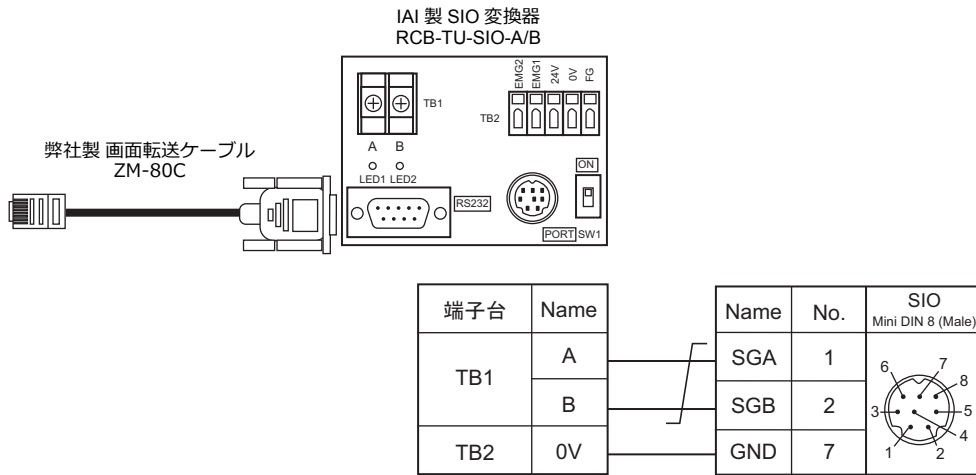 IAI 製 SIO 変換器
RCB-TU-SIO-A/B
EMG2
EMG1
24V
0V
FG
TB1
TB2
A B
LED1 LED2
ON
RS232
PORT SW1
弊社製 画面転送ケーブル
ZM-80C
端子台 Name
TB1 A
B
TB2 0V
Name No. SIO
Mini DIN 8 (Male)
SGA 1
SGB 2
GND 7
6 7 8
3 5
4
1 2